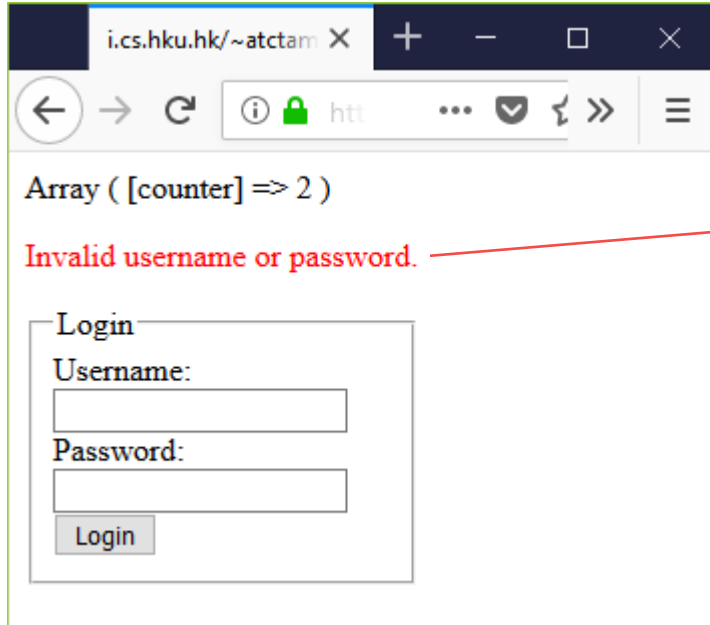 i.cs.hku.hk/~atctam
htt
Array ( [counter] => 2 )
Invalid username or password.
Login
Username:
Password:
Login